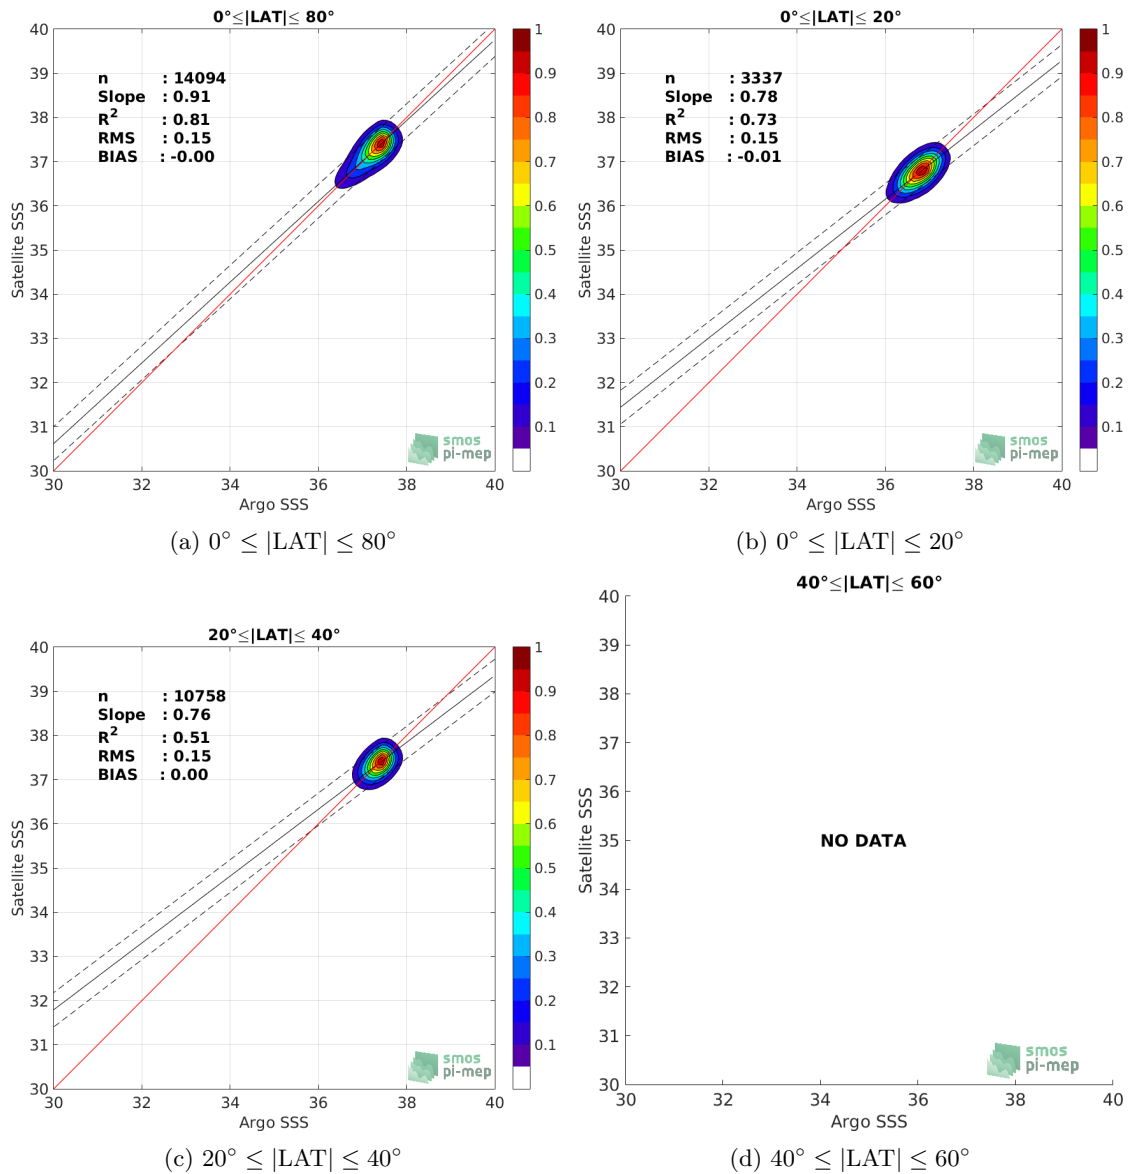 0°≤|LAT|≤ 80°
n : 14094
Slope : 0.91
R² : 0.81
RMS : 0.15
BIAS : -0.00
40
39
38
37
36
35
34
33
32
31
30
Satellite SSS
30 32 34 36 38 40
Argo SSS
1
0.9
0.8
0.7
0.6
0.5
0.4
0.3
0.2
0.1
smos
pi-mep
(a) 0° ≤ |LAT| ≤ 80°
0°≤|LAT|≤ 20°
n : 3337
Slope : 0.78
R² : 0.73
RMS : 0.15
BIAS : -0.01
40
39
38
37
36
35
34
33
32
31
30
Satellite SSS
30 32 34 36 38 40
Argo SSS
1
0.9
0.8
0.7
0.6
0.5
0.4
0.3
0.2
0.1
smos
pi-mep
(b) 0° ≤ |LAT| ≤ 20°
20°≤|LAT|≤ 40°
n : 10758
Slope : 0.76
R² : 0.51
RMS : 0.15
BIAS : 0.00
40
39
38
37
36
35
34
33
32
31
30
Satellite SSS
30 32 34 36 38 40
Argo SSS
1
0.9
0.8
0.7
0.6
0.5
0.4
0.3
0.2
0.1
smos
pi-mep
(c) 20° ≤ |LAT| ≤ 40°
40°≤|LAT|≤ 60°
40
39
38
37
36
35
34
33
32
31
30
Satellite SSS
NO DATA
30 32 34 36 38 40
Argo SSS
smos
pi-mep
(d) 40° ≤ |LAT| ≤ 60°